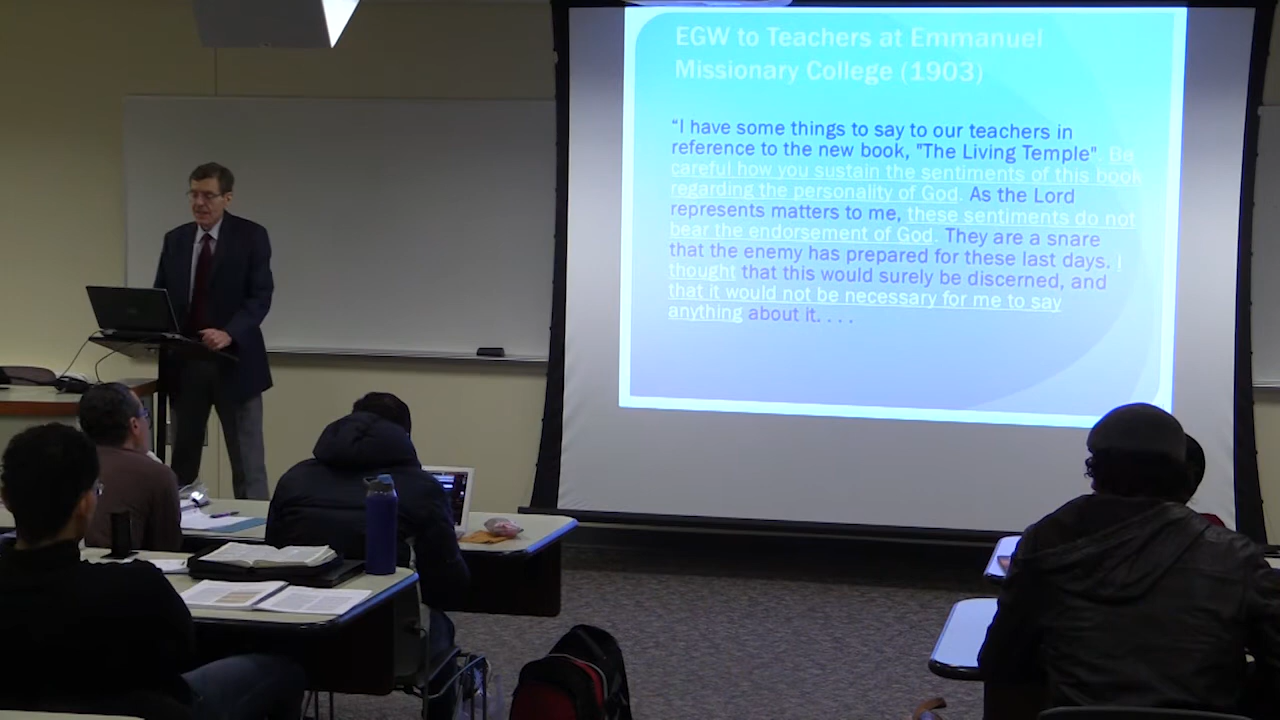 EGW to Teachers at Emmanuel
Missionary College (1903)
“I have some things to say to our teachers in
reference to the new book, "The Living Temple". Be
careful how you sustain the sentiments of this book
regarding the personality of God. As the Lord
represents matters to me, these sentiments do not
bear the endorsement of God. They are a snare
that the enemy has prepared for these last days. I
thought that this would surely be discerned, and
that it would not be necessary for me to say
anything about it. . . .